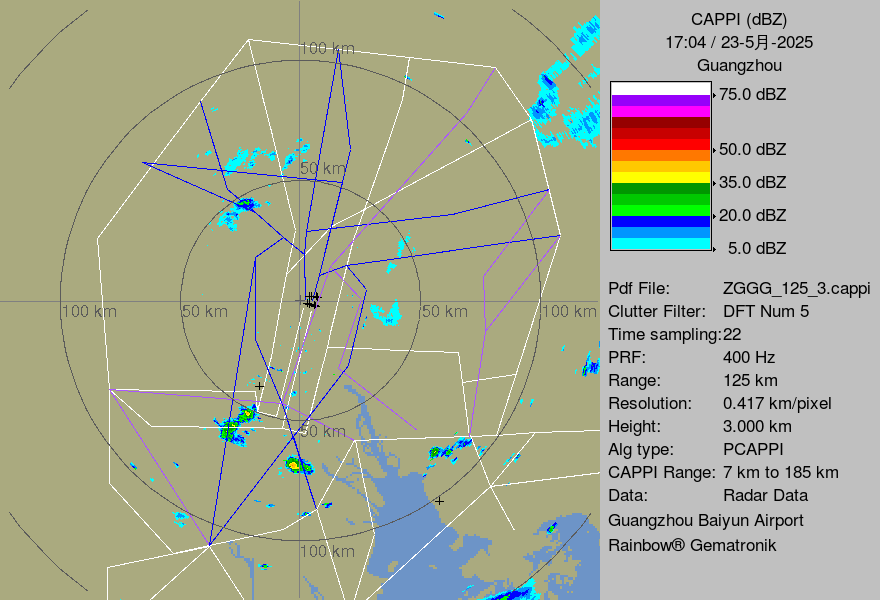 CAPPI (dBZ)
17:04 / 23-5月-2025
Guangzhou
75.0 dBZ
50.0 dBZ
35.0 dBZ
20.0 dBZ
5.0 dBZ
Pdf File: ZGGG_125_3.cappi
Clutter Filter: DFT Num 5
Time sampling:22
PRF: 400 Hz
Range: 125 km
Resolution: 0.417 km/pixel
Height: 3.000 km
Alg type: PCAPPI
CAPPI Range: 7 km to 185 km
Data: Radar Data
Guangzhou Baiyun Airport
Rainbow® Gematronik
100 km
50 km
100 km
50 km
50 km
100 km
50 km
100 km